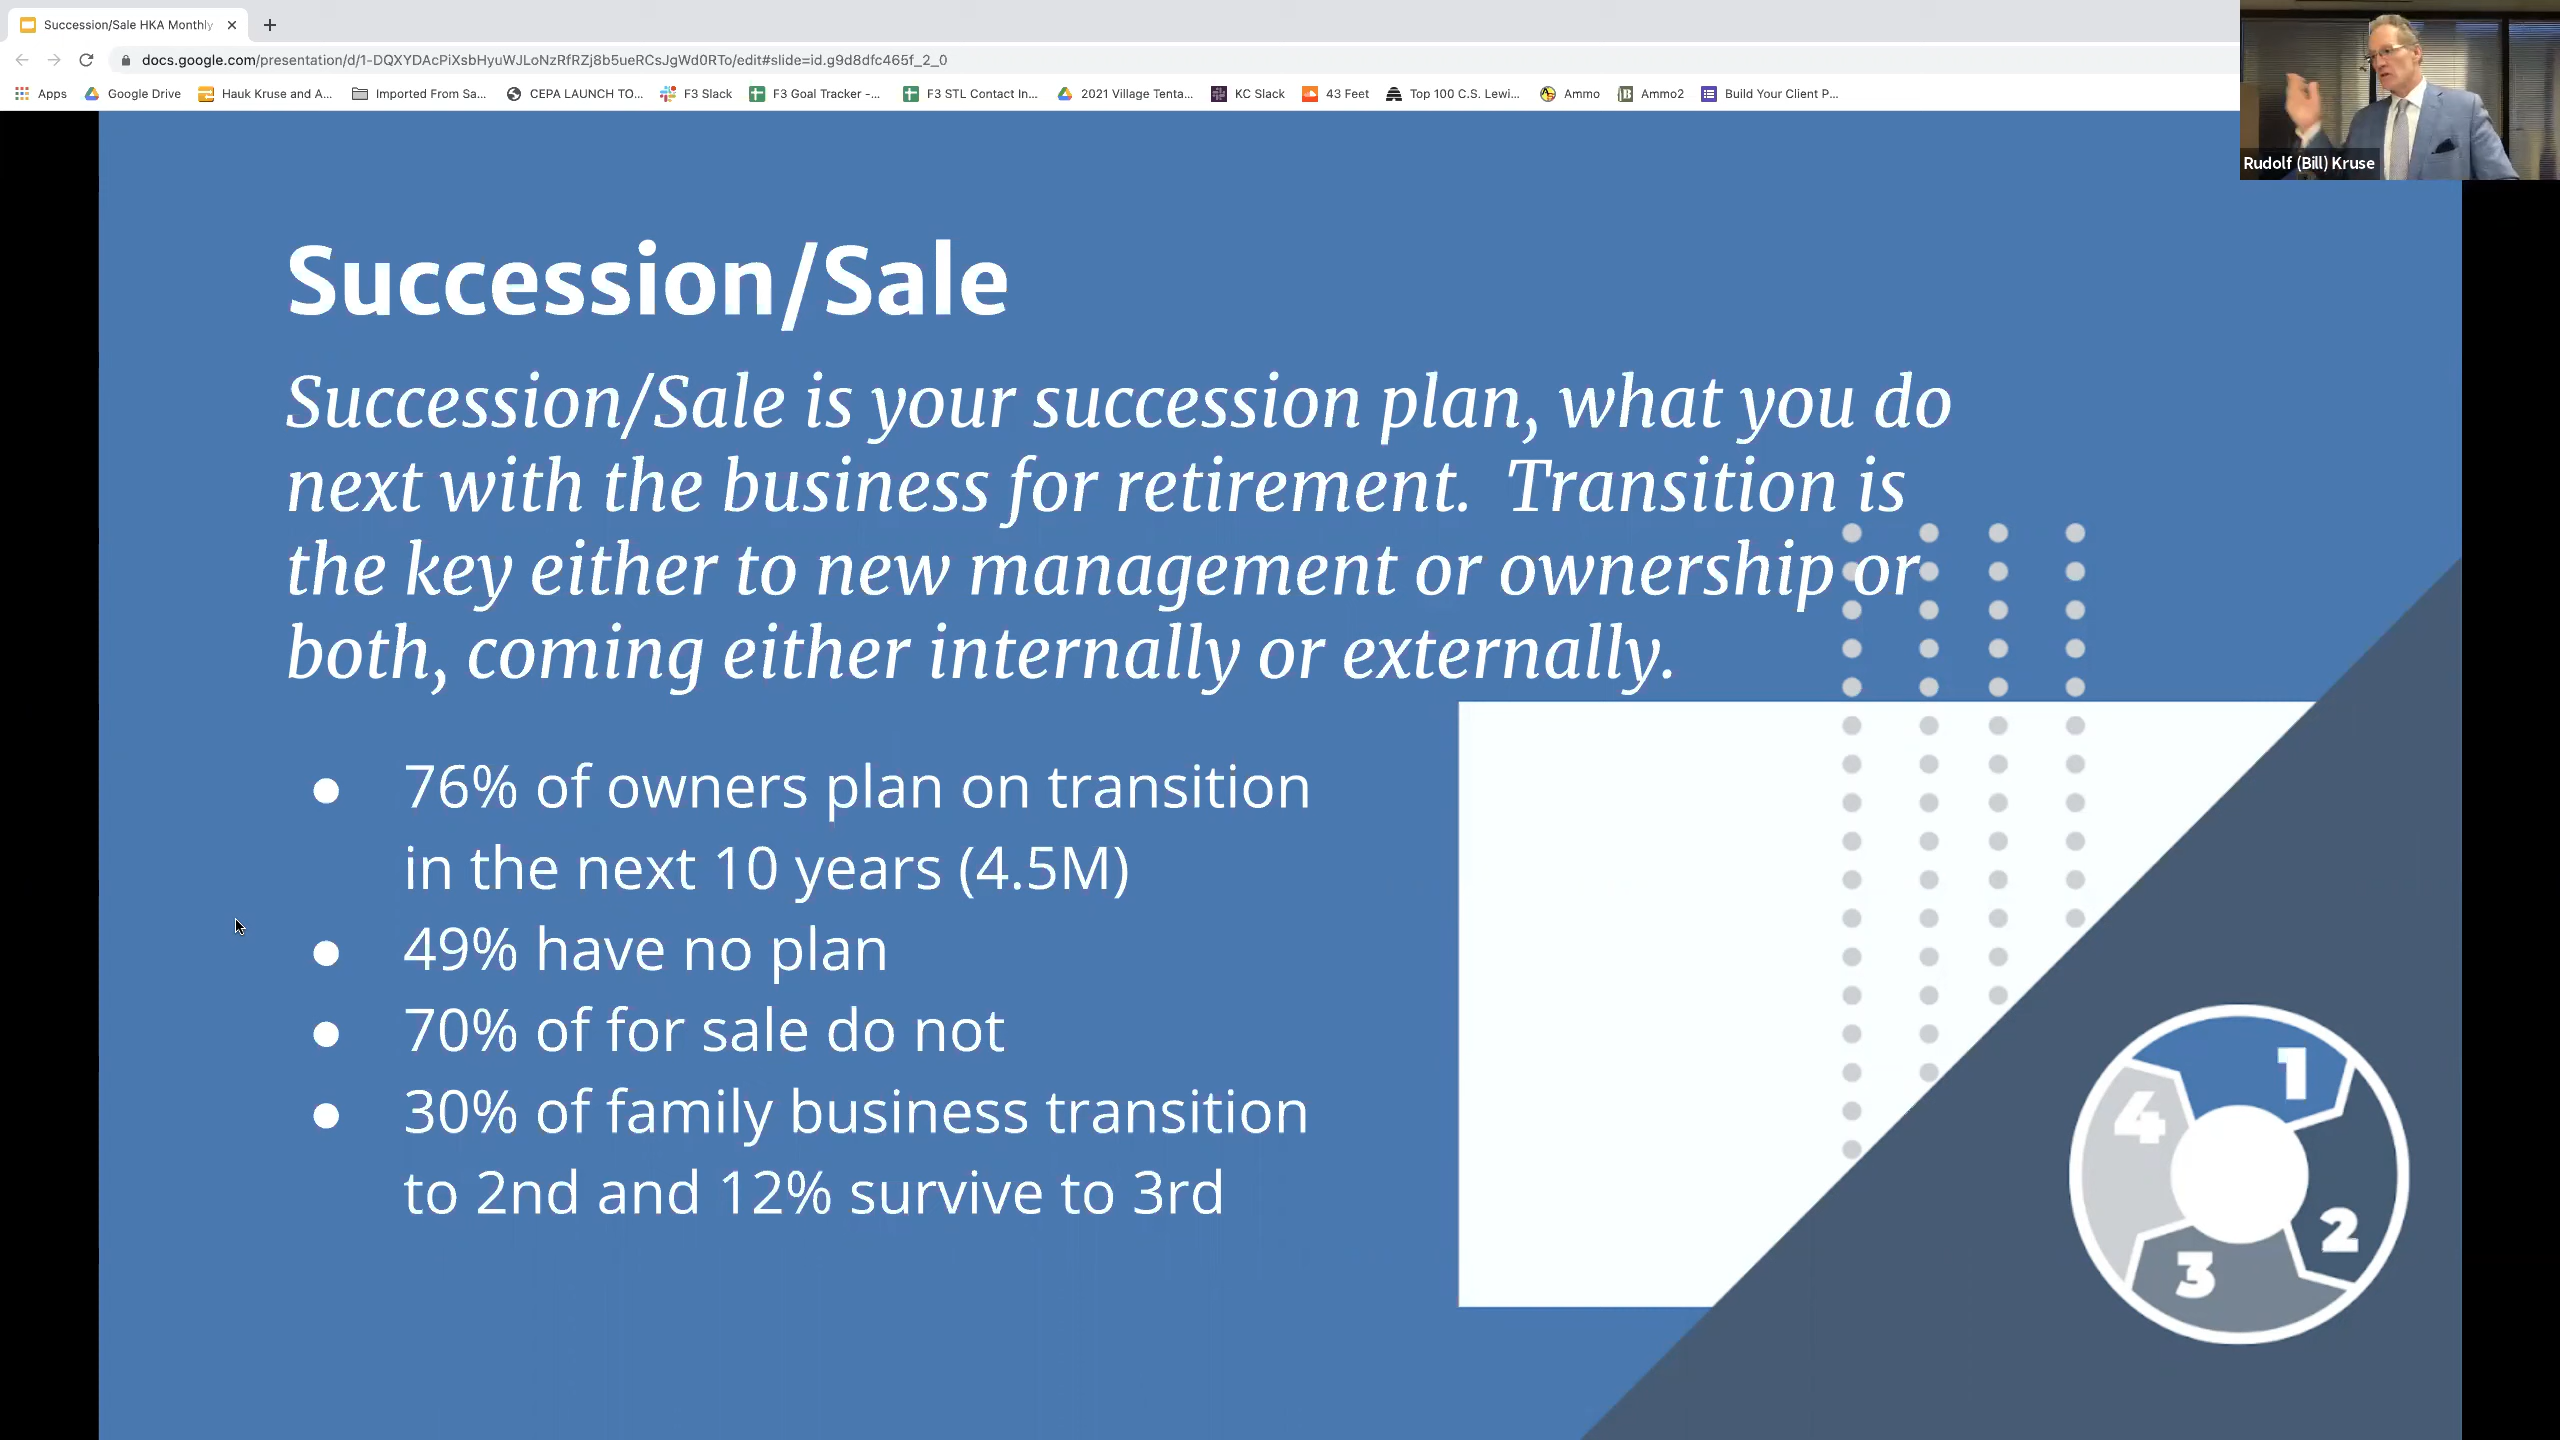 Succession/Sale HKA Monthly
docs.google.com/presentation/d/1-DQXYDAcPiXsbHyuWJLoNzRfRZj8b5ueRCsJgWd0RTo/edit#slide=id.g9d8dfc465f_2_0
Apps Google Drive Hauk Kruse and A... Imported From Sa... CEPA LAUNCH TO... F3 Slack F3 Goal Tracker -... F3 STL Contact In... 2021 Village Tenta... KC Slack 43 Feet Top 100 C.S. Lewi... Ammo Ammo2 Build Your Client P...
Rudolf (Bill) Kruse
Succession/Sale
Succession/Sale is your succession plan, what you do
next with the business for retirement. Transition is
the key either to new management or ownership or
both, coming either internally or externally.
● 76% of owners plan on transition
in the next 10 years (4.5M)
● 49% have no plan
● 70% of for sale do not
● 30% of family business transition
to 2nd and 12% survive to 3rd
1
4
2
3